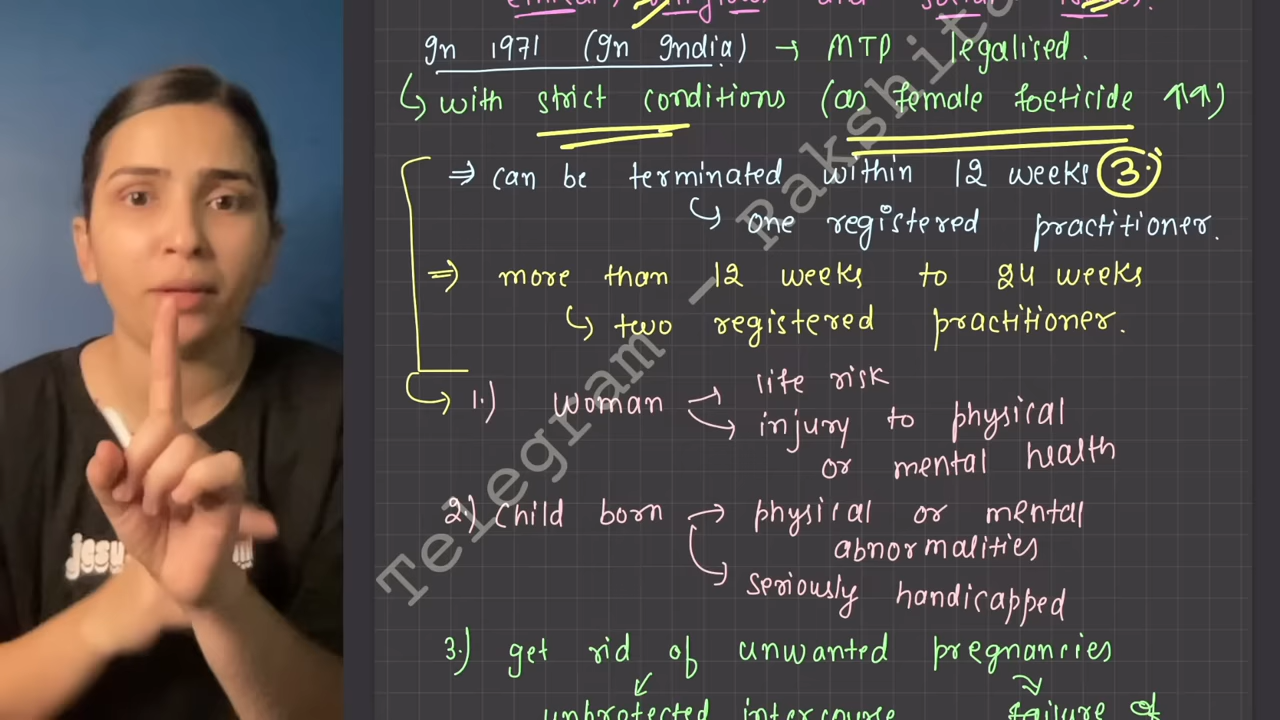 In 1971 (In India) → MTP legalised.
↳ with strict conditions (as female foeticide ↑↑)
⇒ can be terminated within 12 weeks 3.
↳ one registered practitioner.
⇒ more than 12 weeks to 24 weeks
↳ two registered practitioner.
1.) Woman → life risk
→ injury to physical
or mental health
2.) Child born → physical or mental
abnormalities
→ seriously handicapped
3.) get rid of unwanted pregnancies
unprotected intercourse failure of
Telegram - Pakshita
jesu